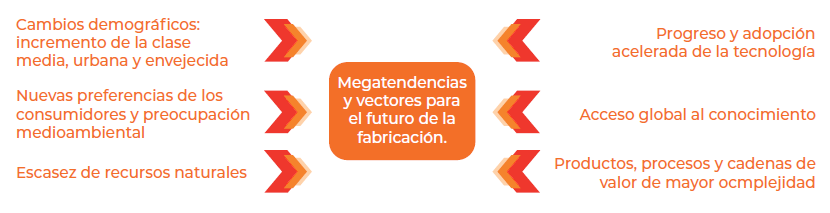 Cambios demográficos:
incremento de la clase
media, urbana y envejecida
Nuevas preferencias de los
consumidores y preocupación
medioambiental
Escasez de recursos naturales
Megatendencias
y vectores para
el futuro de la
fabricación.
Progreso y adopción
acelerada de la tecnología
Acceso global al conocimiento
Productos, procesos y cadenas de
valor de mayor ocmplejidad